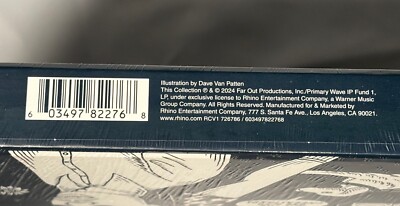 Illustration by Dave Van Patten
This Collection ℗ & © 2024 Far Out Productions, Inc./Primary Wave IP Fund 1,
LP, under exclusive license to Rhino Entertainment Company, a Warner Music
Group Company. All Rights Reserved. Manufactured for & Marketed by
Rhino Entertainment Company, 777 S. Santa Fe Ave., Los Angeles, CA 90021.
www.rhino.com RCV1 726786 / 603497822768
6 03497 82276 8